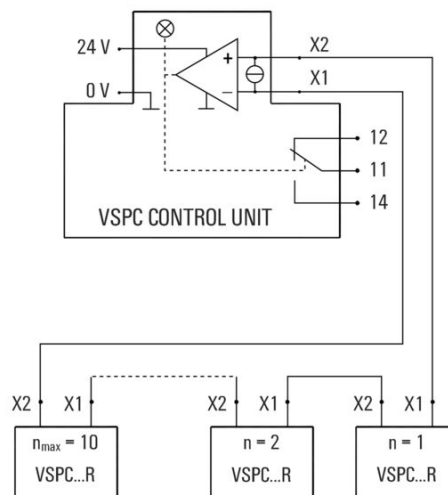 24 V
+
X2
0 V
−
X1
12
11
14
VSPC CONTROL UNIT
X2 X1 X2 X1 X2 X1
nmax = 10 n = 2 n = 1
VSPC...R VSPC...R VSPC...R